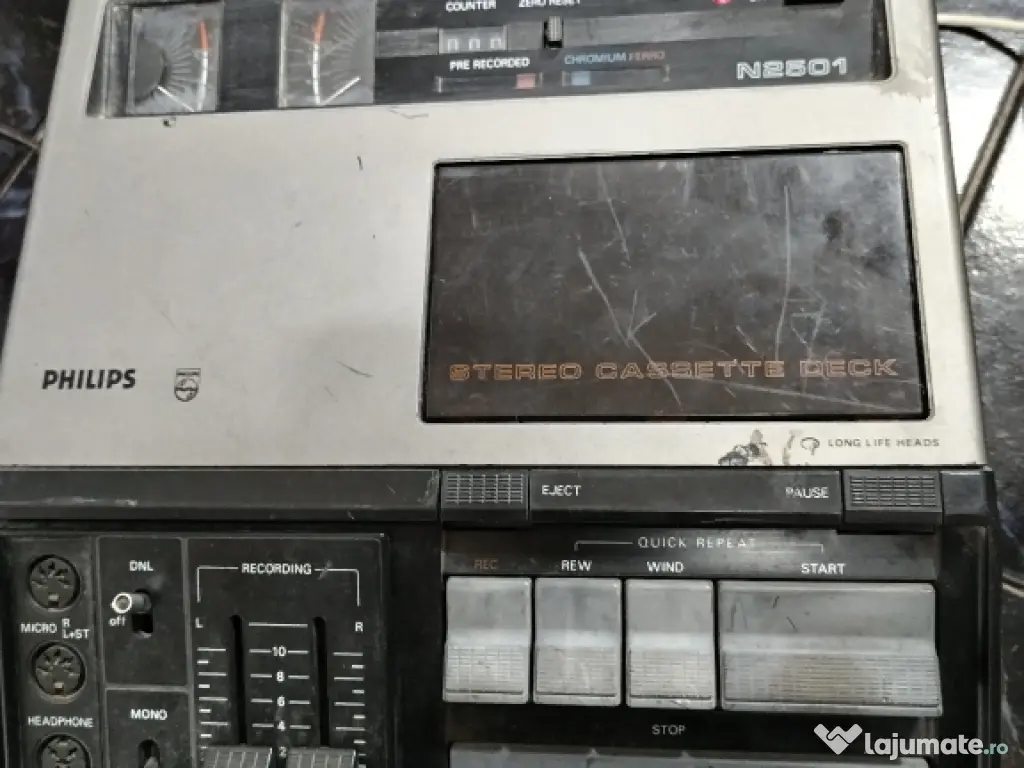 COUNTER ZERO RESET
000
PRE RECORDED CHROMIUM FERRO
N2501
STEREO CASSETTE DECK
PHILIPS
PHILIPS
LONG LIFE HEADS
EJECT PAUSE
QUICK REPEAT
REC REW WIND START
DNL
off
RECORDING
L R
MICRO R
L+ST
10
8
6
4
2
HEADPHONE
MONO
STOP
lajumate.ro